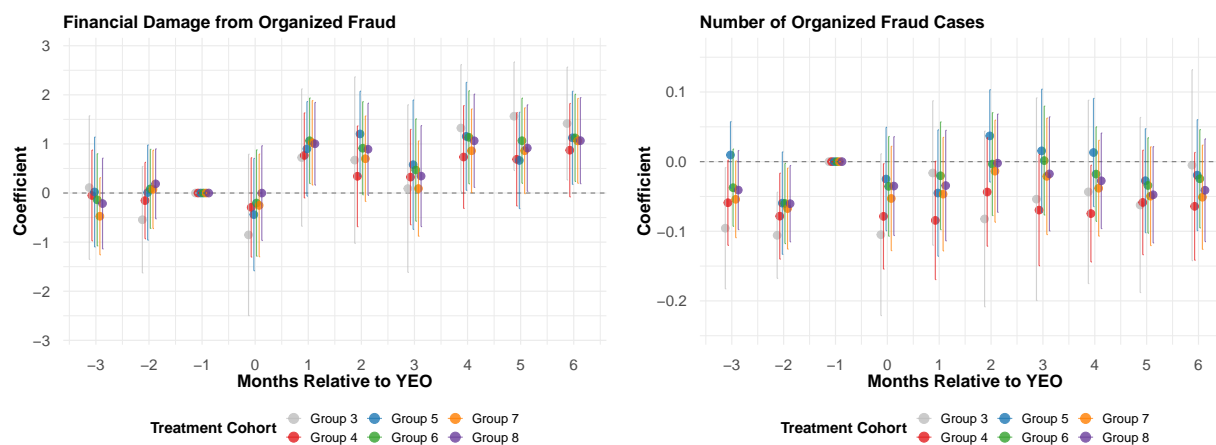 Financial Damage from Organized Fraud
3
2
1
0
−1
−2
−3
Coefficient
−3 −2 −1 0 1 2 3 4 5 6
Months Relative to YEO
Treatment Cohort
Group 3 Group 5 Group 7
Group 4 Group 6 Group 8
Number of Organized Fraud Cases
0.1
0.0
−0.1
−0.2
Coefficient
−3 −2 −1 0 1 2 3 4 5 6
Months Relative to YEO
Treatment Cohort
Group 3 Group 5 Group 7
Group 4 Group 6 Group 8